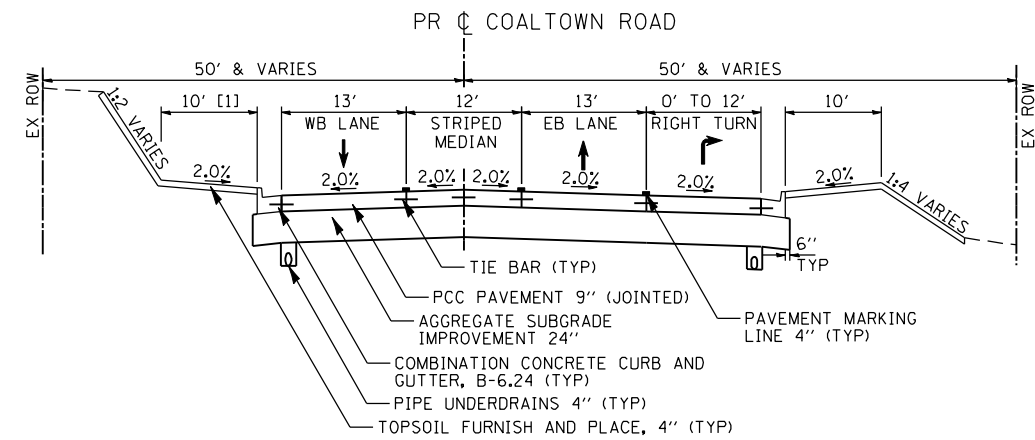 PR ℄ COALTOWN ROAD
50' & VARIES
50' & VARIES
EX ROW
1:2
VARIES
10' [1]
13'
12'
13'
0' TO 12'
10'
WB LANE
STRIPED
MEDIAN
EB LANE
RIGHT TURN
EX ROW
2.0%
2.0%
2.0%
2.0%
2.0%
2.0%
2.0%
1:4 VARIES
6"
TYP
TIE BAR (TYP)
PCC PAVEMENT 9" (JOINTED)
AGGREGATE SUBGRADE
IMPROVEMENT 24"
PAVEMENT MARKING
LINE 4" (TYP)
COMBINATION CONCRETE CURB AND
GUTTER, B-6.24 (TYP)
PIPE UNDERDRAINS 4" (TYP)
TOPSOIL FURNISH AND PLACE, 4" (TYP)